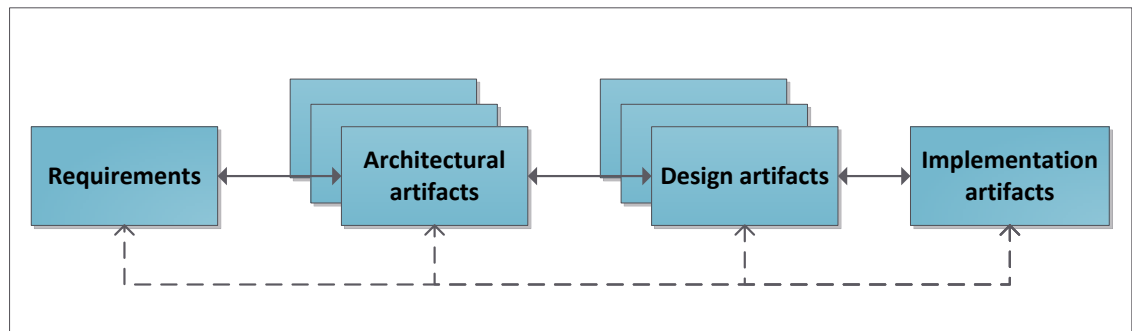 Requirements
Architectural
artifacts
Design artifacts
Implementation
artifacts